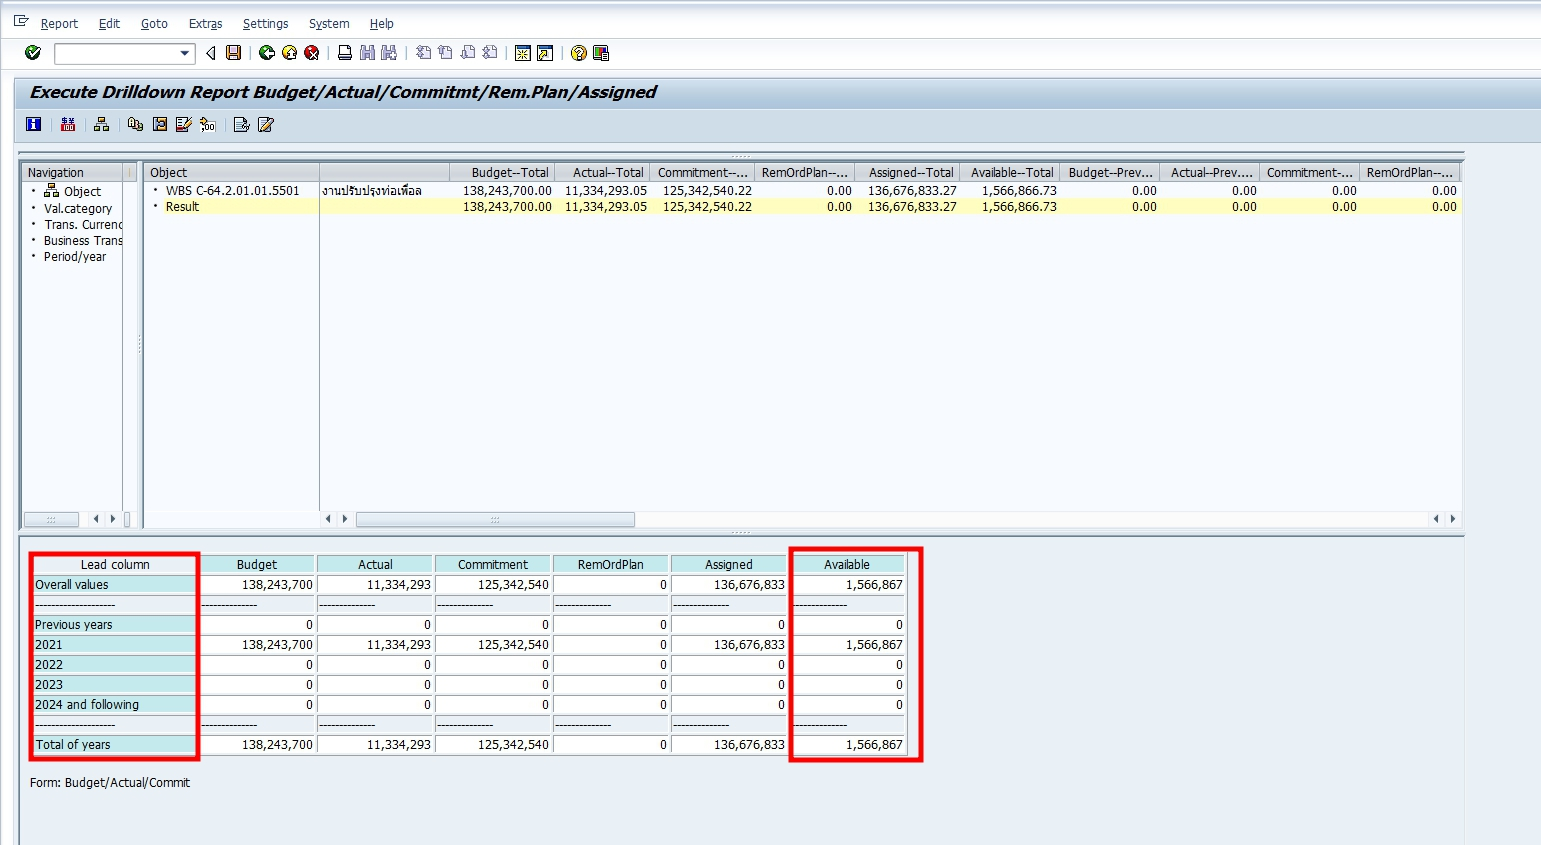 Report Edit Goto Extras Settings System Help
Execute Drilldown Report Budget/Actual/Commitmt/Rem.Plan/Assigned
Navigation Object Budget--Total Actual--Total Commitment--... RemOrdPlan--... Assigned--Total Available--Total Budget--Prev... Actual--Prev.... Commitment-... RemOrdPlan--...
Object WBS C-64.2.01.01.5501 งานปรับปรุงท่อเพื่อล 138,243,700.00 11,334,293.05 125,342,540.22 0.00 136,676,833.27 1,566,866.73 0.00 0.00 0.00 0.00
Val.category Result 138,243,700.00 11,334,293.05 125,342,540.22 0.00 136,676,833.27 1,566,866.73 0.00 0.00 0.00 0.00
Trans. Currenc
Business Trans
Period/year
Lead column Budget Actual Commitment RemOrdPlan Assigned Available
Overall values 138,243,700 11,334,293 125,342,540 0 136,676,833 1,566,867
-------------------- -------------- -------------- -------------- -------------- -------------- --------------
Previous years 0 0 0 0 0 0
2021 138,243,700 11,334,293 125,342,540 0 136,676,833 1,566,867
2022 0 0 0 0 0 0
2023 0 0 0 0 0 0
2024 and following 0 0 0 0 0 0
-------------------- -------------- -------------- -------------- -------------- -------------- --------------
Total of years 138,243,700 11,334,293 125,342,540 0 136,676,833 1,566,867
Form: Budget/Actual/Commit